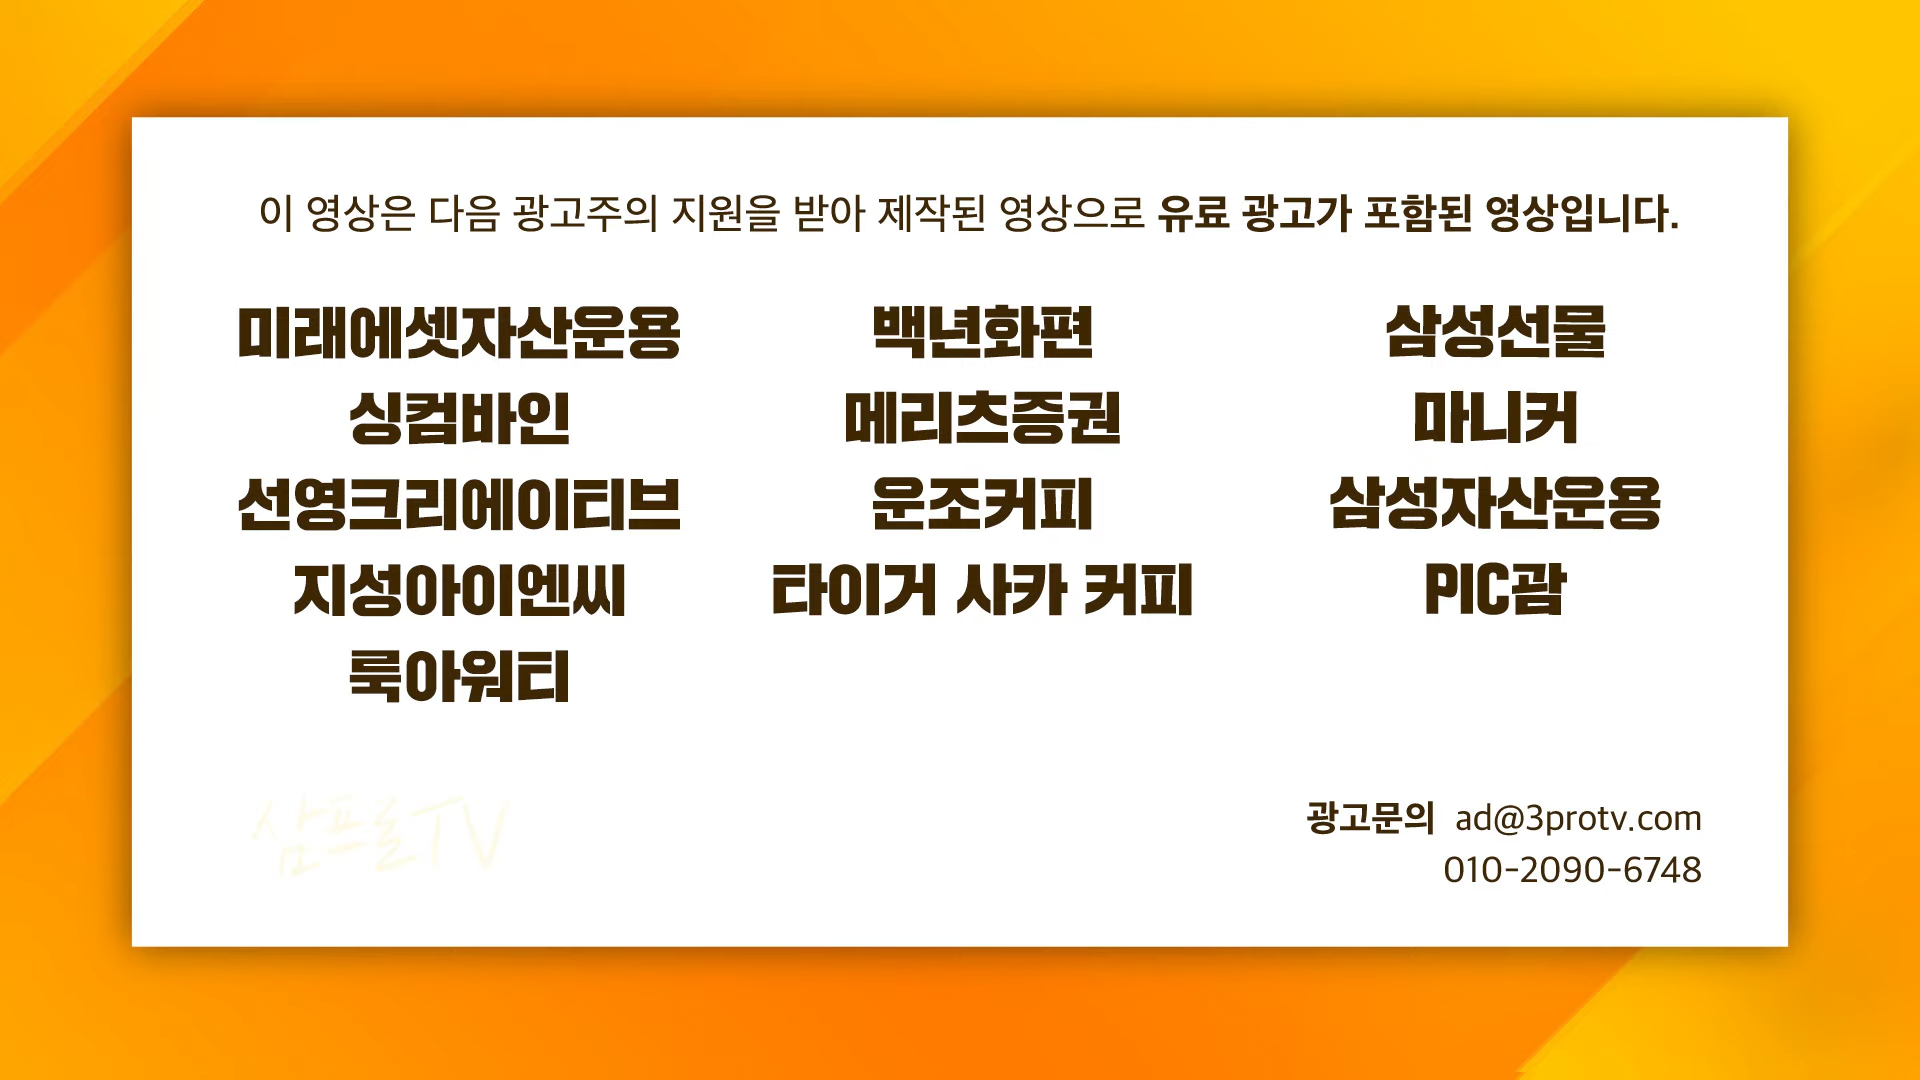 이 영상은 다음 광고주의 지원을 받아 제작된 영상으로 유료 광고가 포함된 영상입니다.
미래에셋자산운용
싱컴바인
선영크리에이티브
지성아이엔씨
룩아워티
백년화편
메리츠증권
운조커피
타이거 사카 커피
삼성선물
마니커
삼성자산운용
PIC괌
삼프로TV
광고문의 ad@3protv.com
010-2090-6748